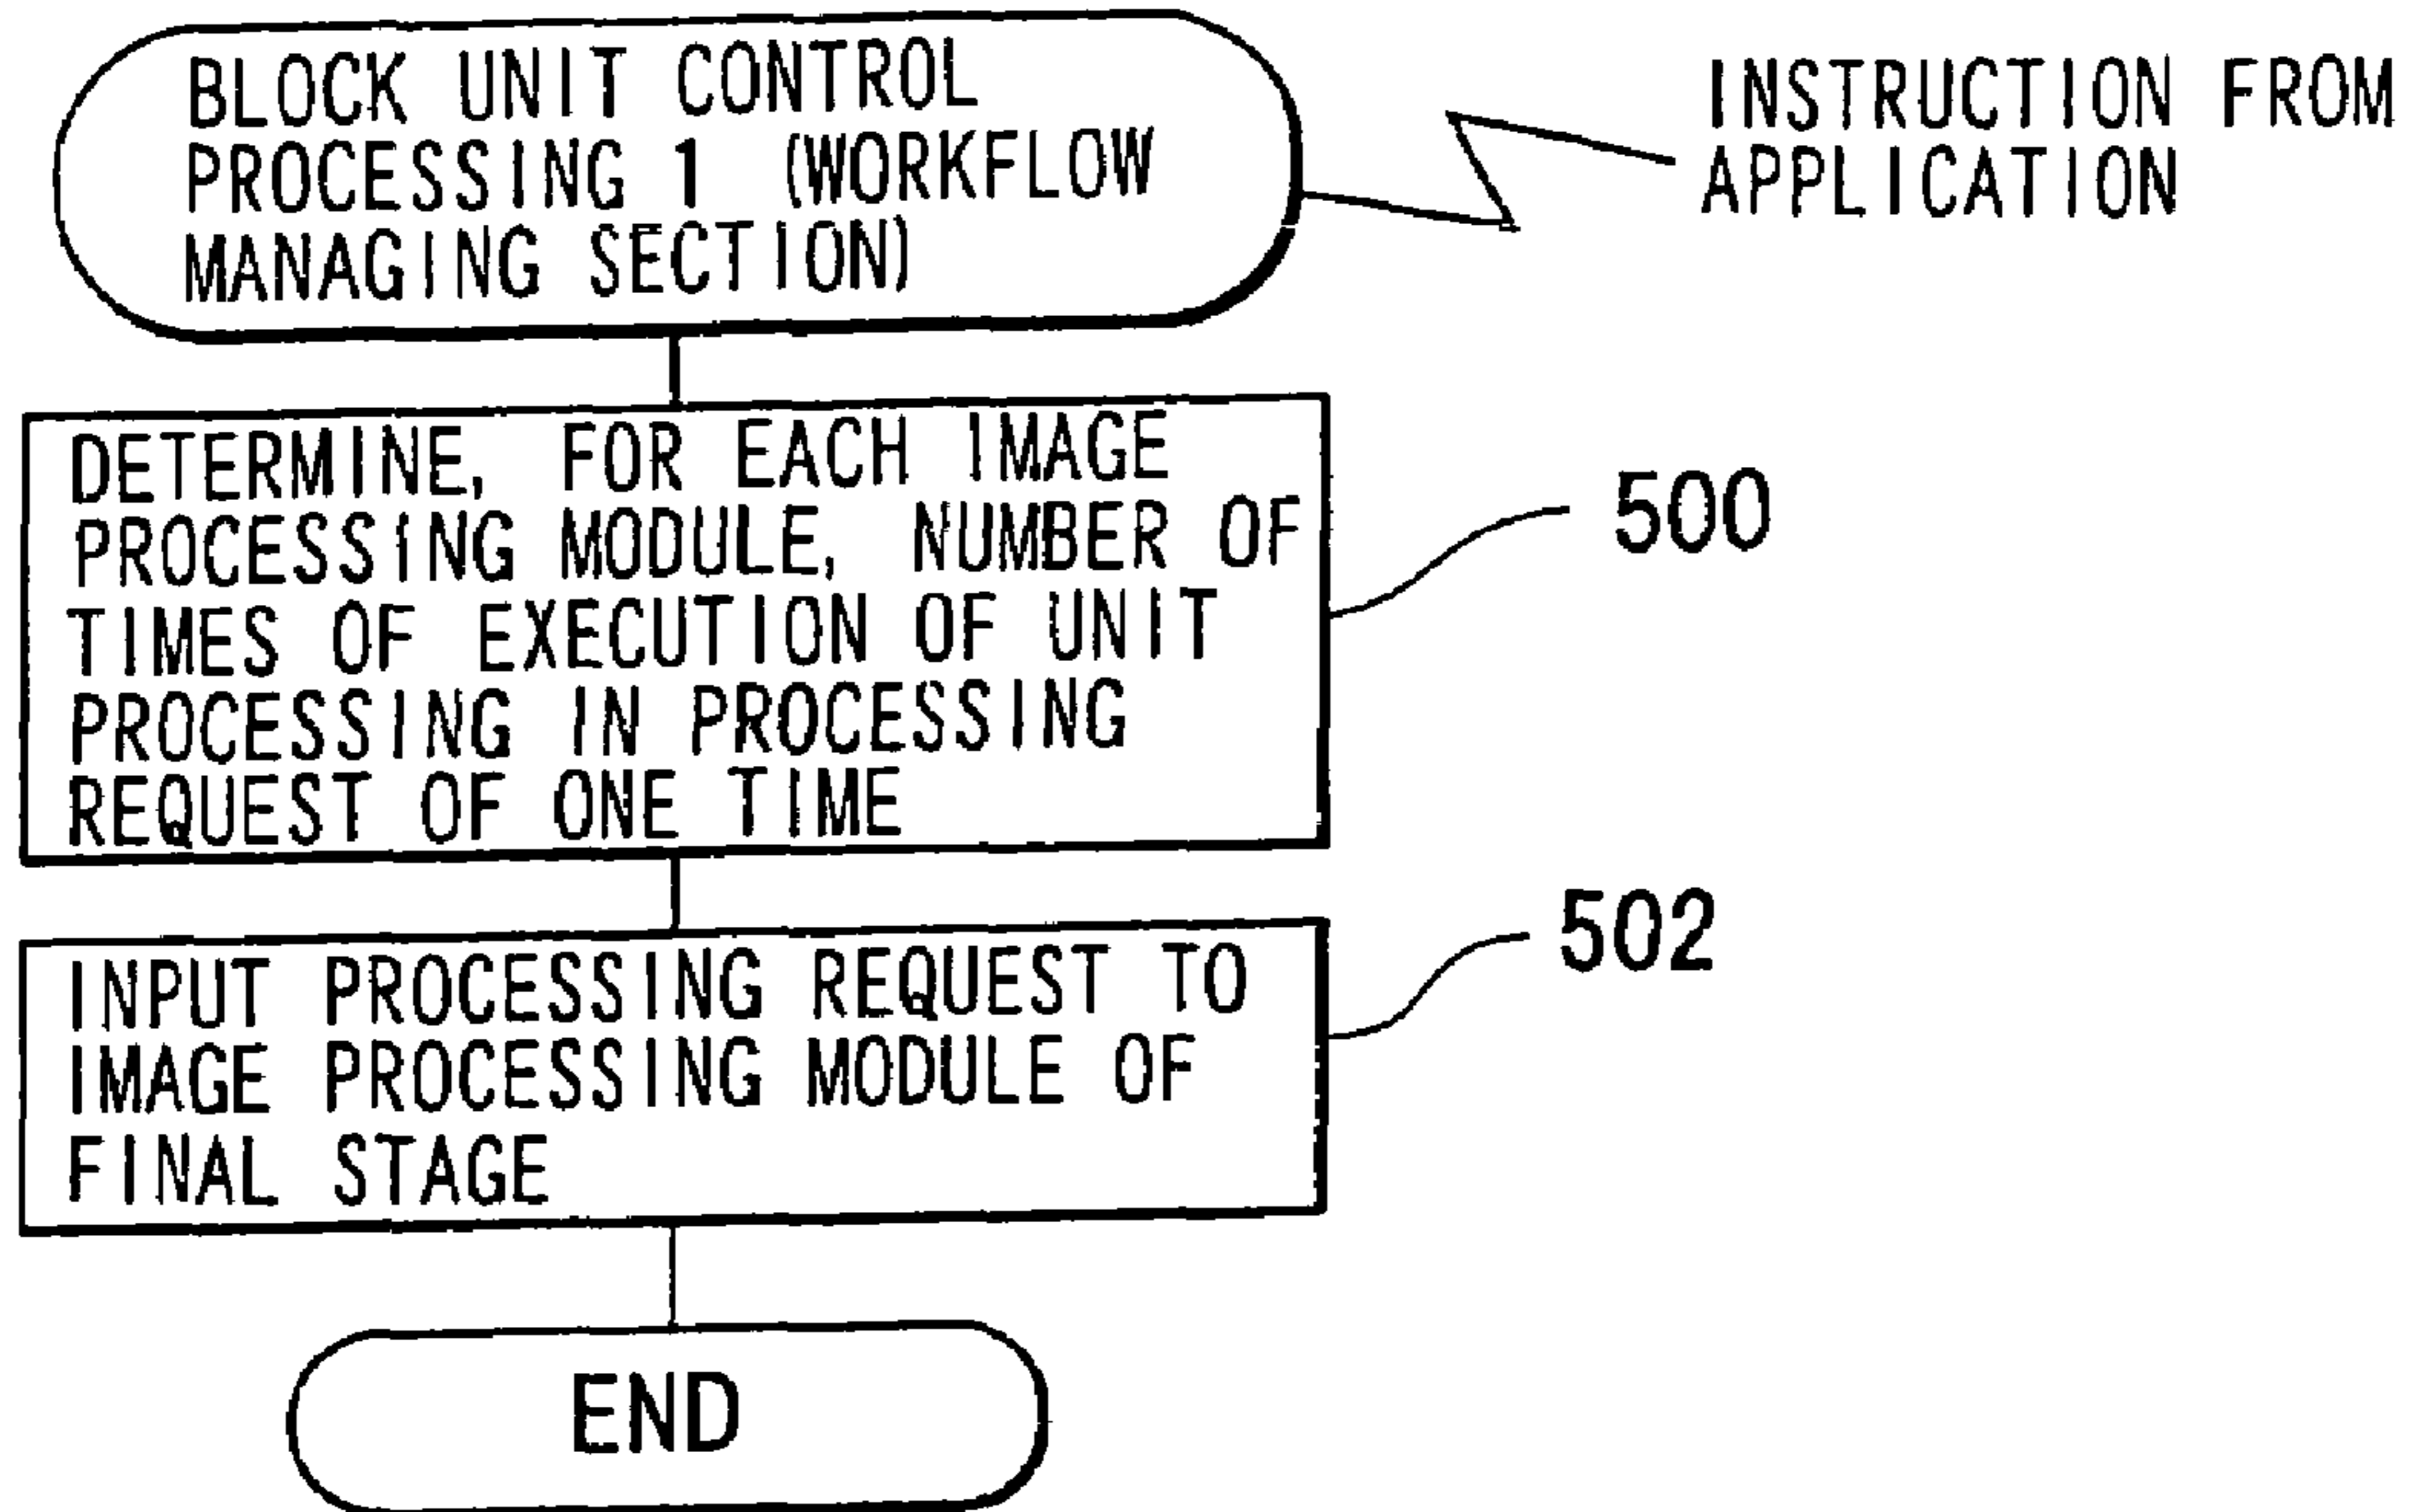 BLOCK UNIT CONTROL
PROCESSING 1 (WORKFLOW
MANAGING SECTION)
INSTRUCTION FROM
APPLICATION
DETERMINE, FOR EACH IMAGE
PROCESSING MODULE, NUMBER OF
TIMES OF EXECUTION OF UNIT
PROCESSING IN PROCESSING
REQUEST OF ONE TIME
500
INPUT PROCESSING REQUEST TO
IMAGE PROCESSING MODULE OF
FINAL STAGE
502
END